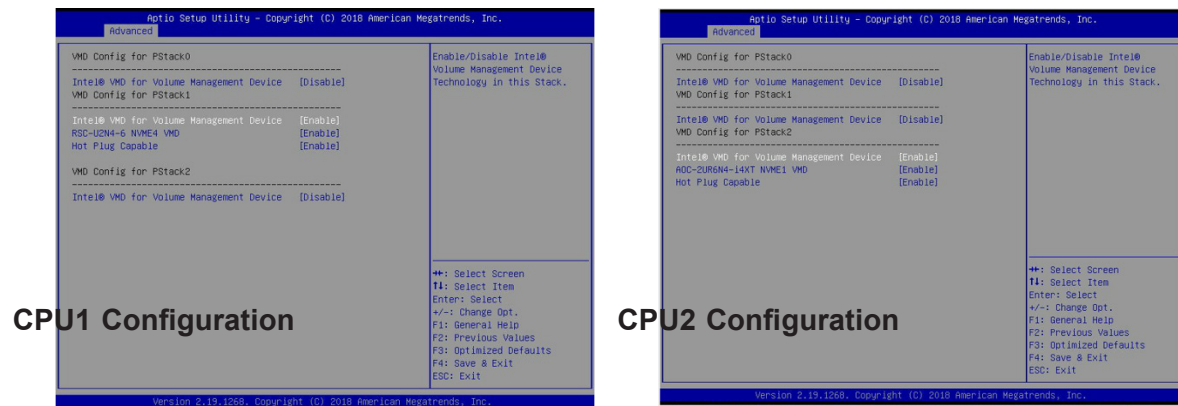 Aptio Setup Utility – Copyright (C) 2018 American Megatrends, Inc.
Advanced
VMD Config for PStack0
Intel® VMD for Volume Management Device [Disable]
VMD Config for PStack1
Intel® VMD for Volume Management Device [Enable]
RSC-U2N4-6 NVME4 VMD [Enable]
Hot Plug Capable [Enable]
VMD Config for PStack2
Intel® VMD for Volume Management Device [Disable]
Enable/Disable Intel®
Volume Management Device
Technology in this Stack.
→←: Select Screen
↑↓: Select Item
Enter: Select
+/-: Change Opt.
F1: General Help
F2: Previous Values
F3: Optimized Defaults
F4: Save & Exit
ESC: Exit
Version 2.19.1268. Copyright (C) 2018 American Megatrends, Inc.
CPU1 Configuration
Aptio Setup Utility – Copyright (C) 2018 American Megatrends, Inc.
Advanced
VMD Config for PStack0
Intel® VMD for Volume Management Device [Disable]
VMD Config for PStack1
Intel® VMD for Volume Management Device [Disable]
VMD Config for PStack2
Intel® VMD for Volume Management Device [Enable]
AOC-2UR6N4-i4XT NVME1 VMD [Enable]
Hot Plug Capable [Enable]
Enable/Disable Intel®
Volume Management Device
Technology in this Stack.
→←: Select Screen
↑↓: Select Item
Enter: Select
+/-: Change Opt.
F1: General Help
F2: Previous Values
F3: Optimized Defaults
F4: Save & Exit
ESC: Exit
Version 2.19.1268. Copyright (C) 2018 American Megatrends, Inc.
CPU2 Configuration